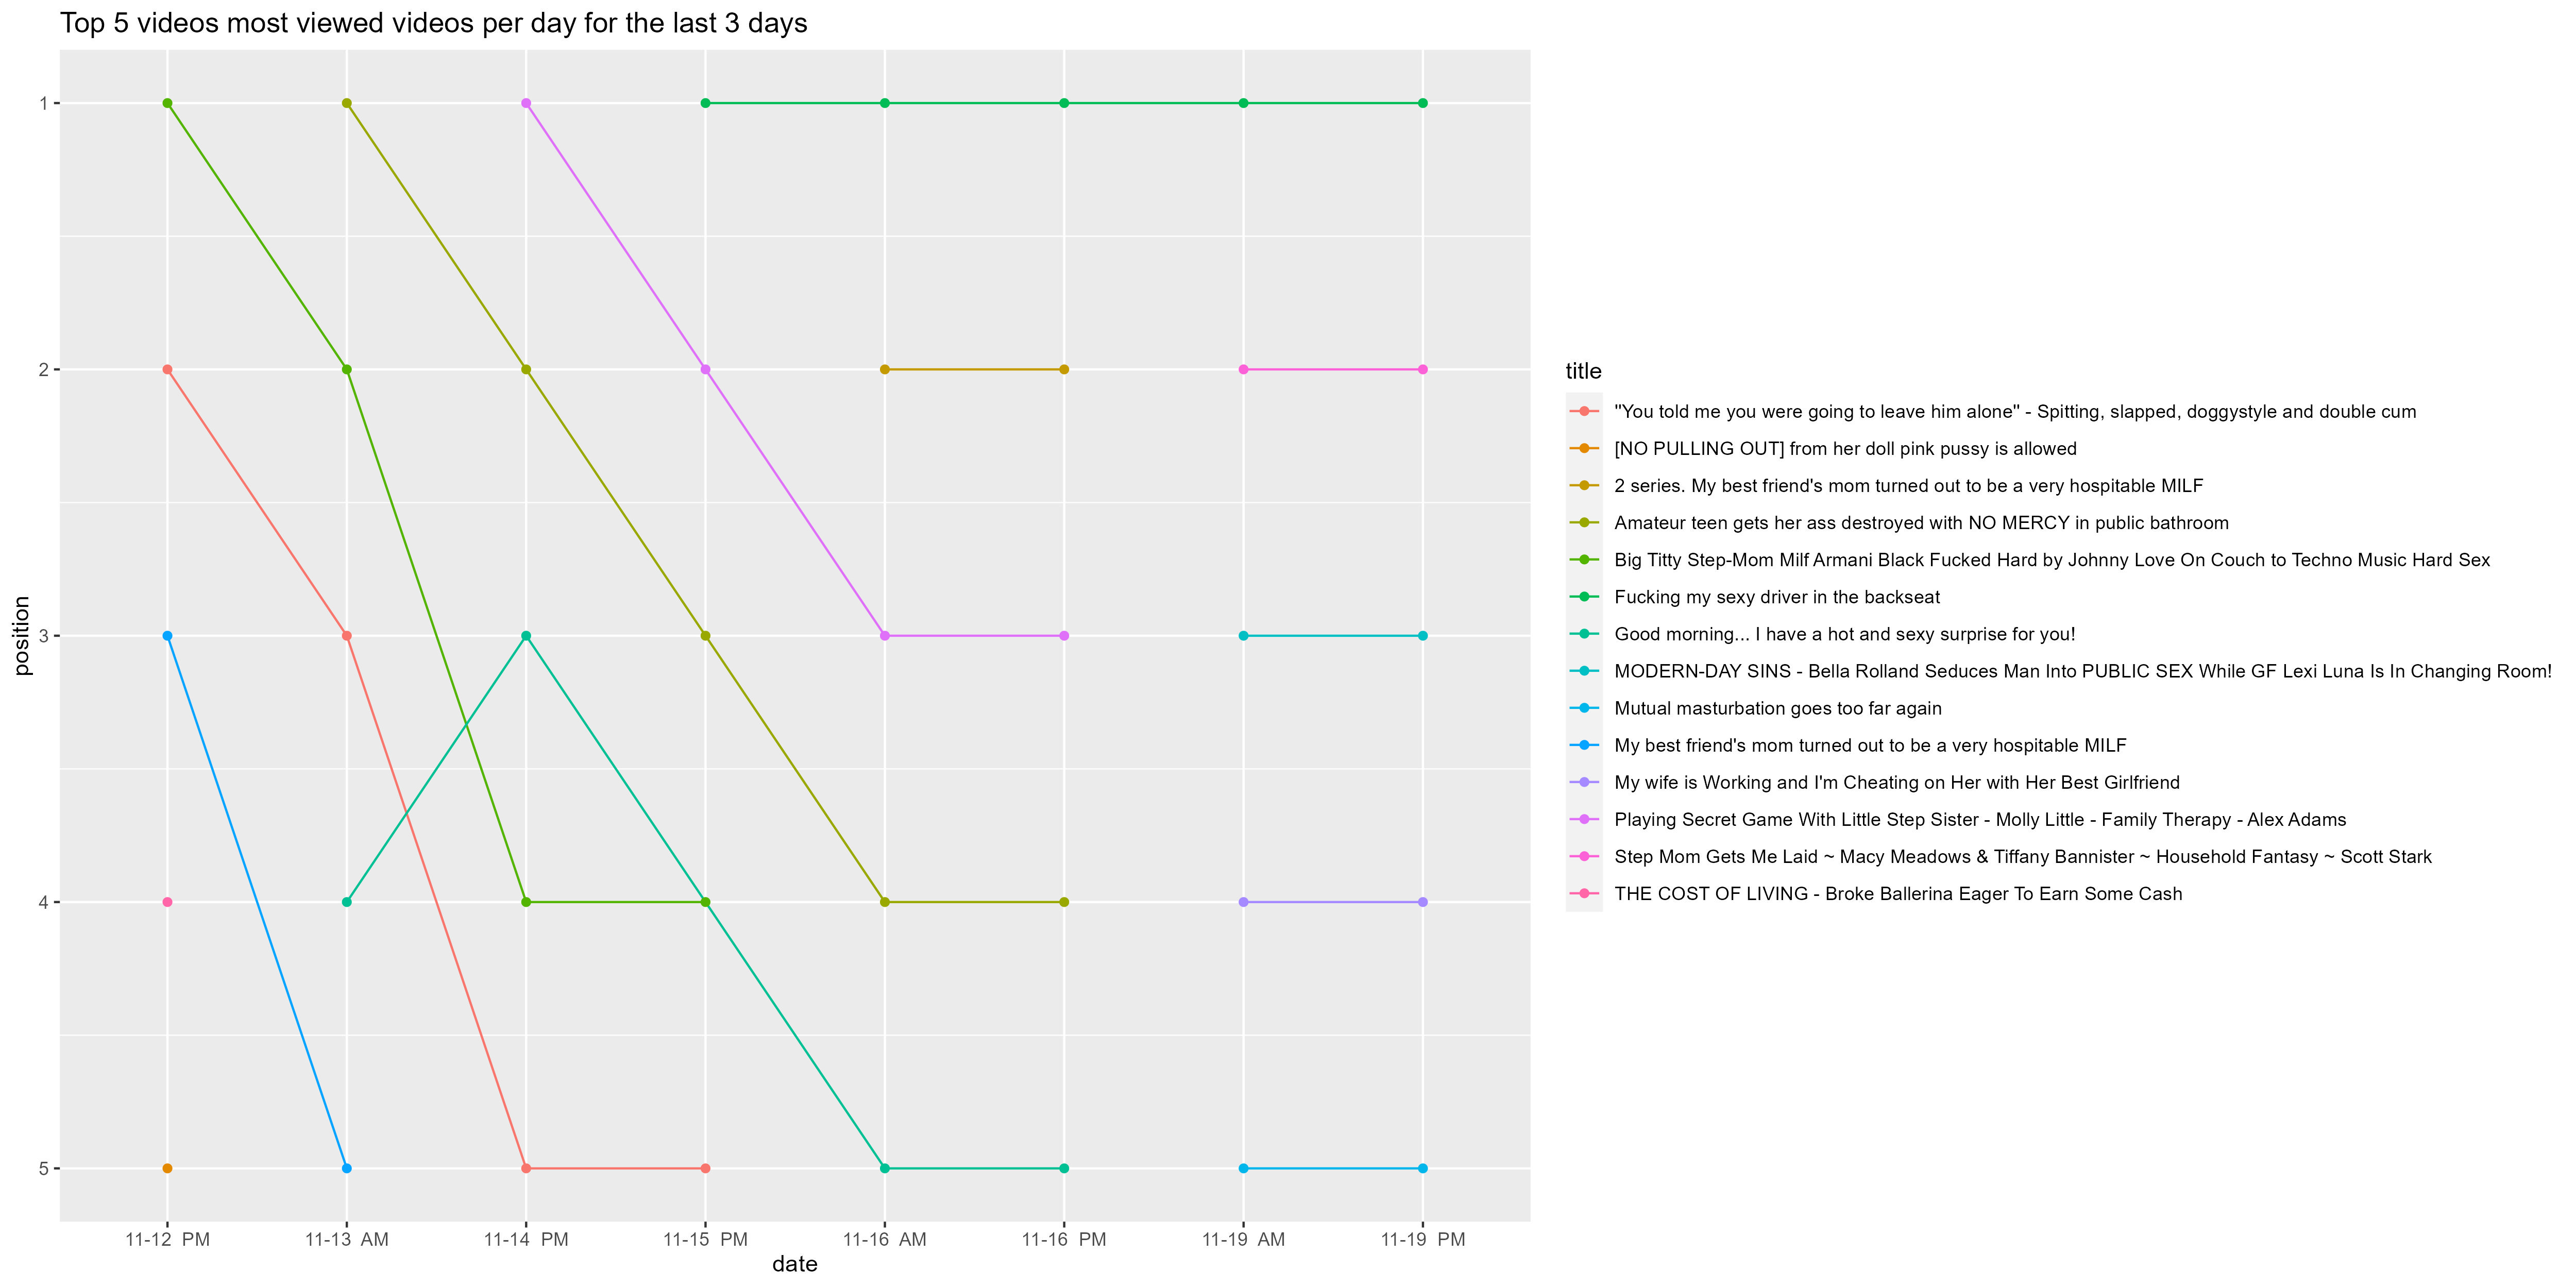 Top 5 videos most viewed videos per day for the last 3 days
1
2
3
4
5
position
11-12 PM
11-13 AM
11-14 PM
11-15 PM
11-16 AM
11-16 PM
11-19 AM
11-19 PM
date
title
"You told me you were going to leave him alone" - Spitting, slapped, doggystyle and double cum
[NO PULLING OUT] from her doll pink pussy is allowed
2 series. My best friend's mom turned out to be a very hospitable MILF
Amateur teen gets her ass destroyed with NO MERCY in public bathroom
Big Titty Step-Mom Milf Armani Black Fucked Hard by Johnny Love On Couch to Techno Music Hard Sex
Fucking my sexy driver in the backseat
Good morning... I have a hot and sexy surprise for you!
MODERN-DAY SINS - Bella Rolland Seduces Man Into PUBLIC SEX While GF Lexi Luna Is In Changing Room!
Mutual masturbation goes too far again
My best friend's mom turned out to be a very hospitable MILF
My wife is Working and I'm Cheating on Her with Her Best Girlfriend
Playing Secret Game With Little Step Sister - Molly Little - Family Therapy - Alex Adams
Step Mom Gets Me Laid ~ Macy Meadows & Tiffany Bannister ~ Household Fantasy ~ Scott Stark
THE COST OF LIVING - Broke Ballerina Eager To Earn Some Cash